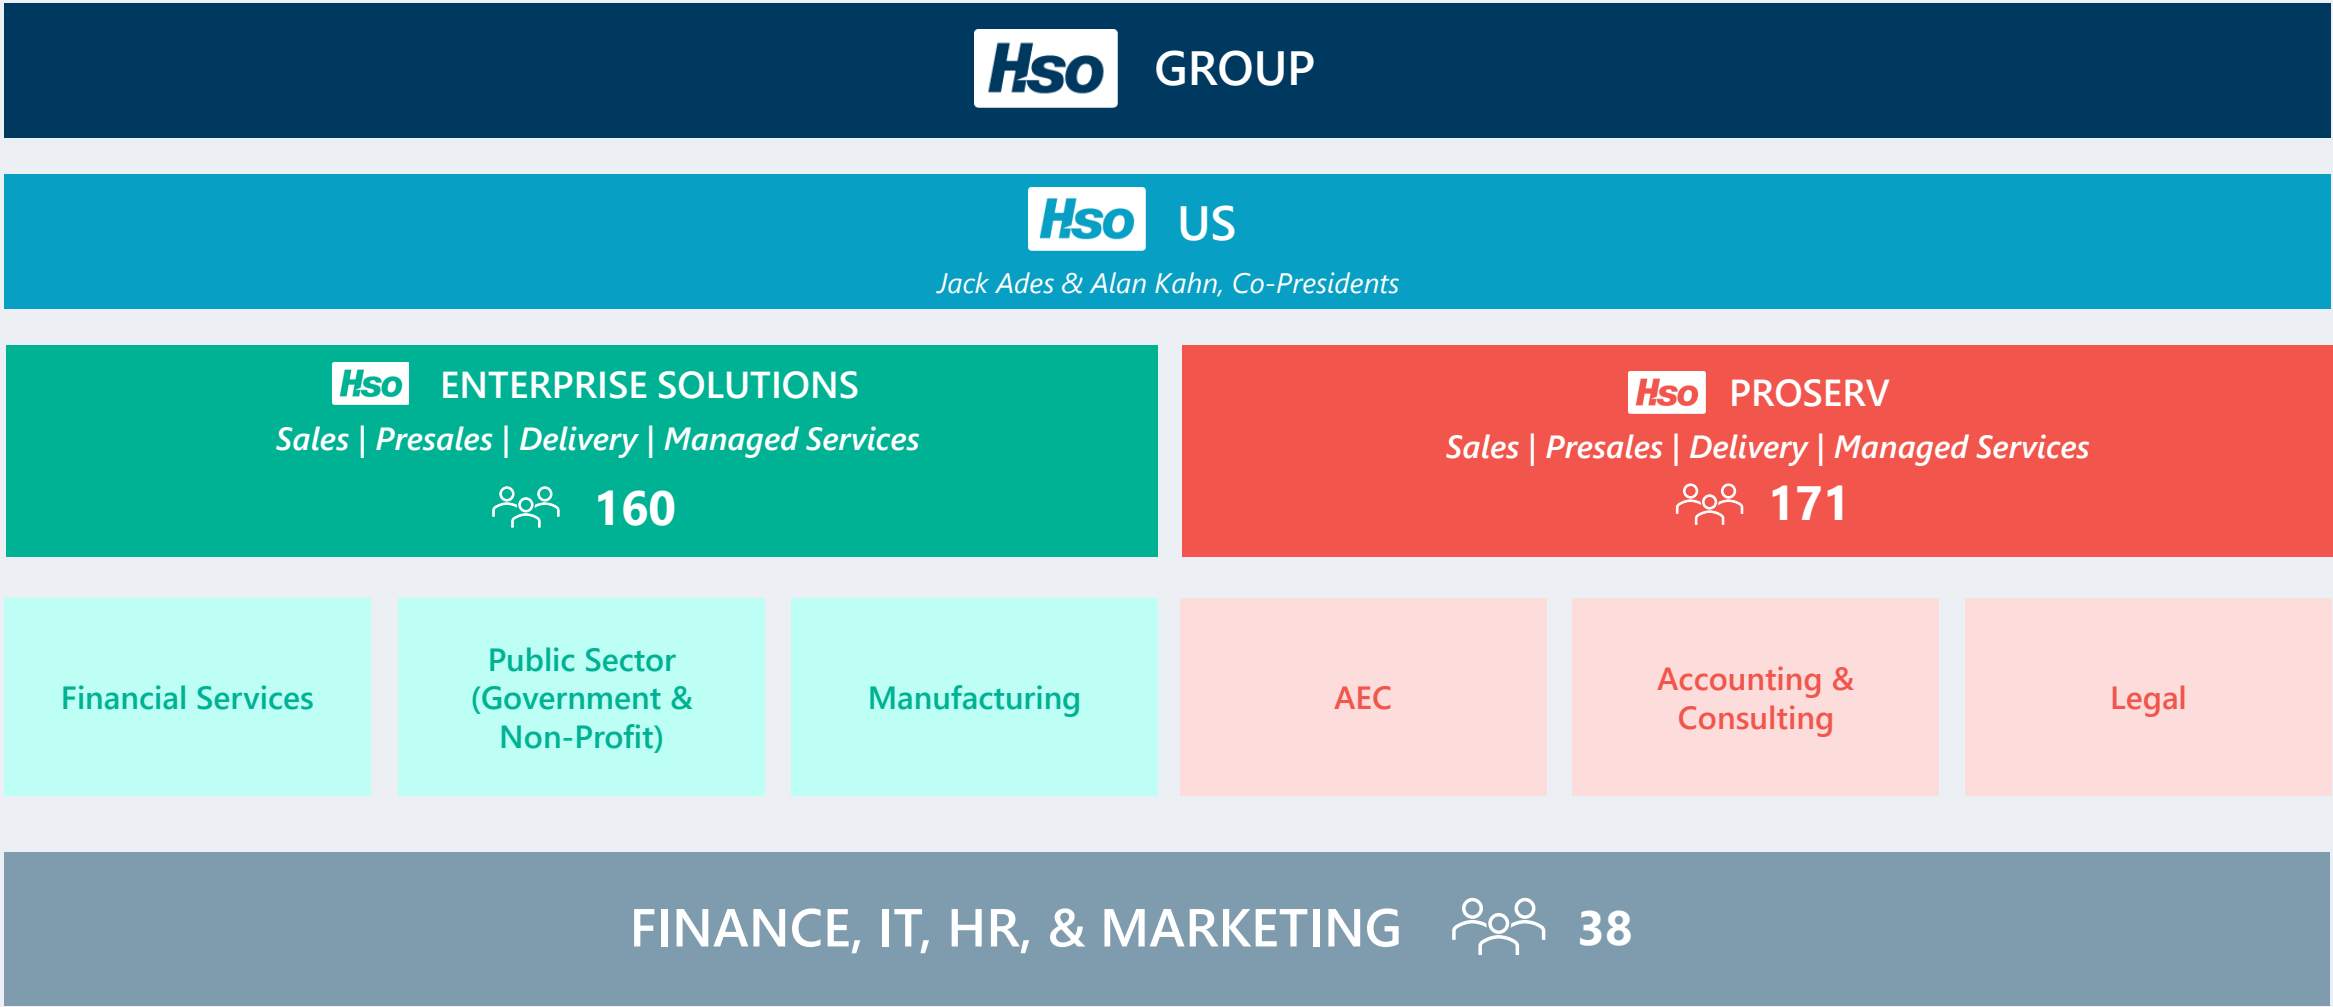 Hso GROUP
Hso US
Jack Ades & Alan Kahn, Co-Presidents
Hso ENTERPRISE SOLUTIONS
Sales | Presales | Delivery | Managed Services
160
Hso PROSERV
Sales | Presales | Delivery | Managed Services
171
Financial Services
Public Sector
(Government &
Non-Profit)
Manufacturing
AEC
Accounting &
Consulting
Legal
FINANCE, IT, HR, & MARKETING 38